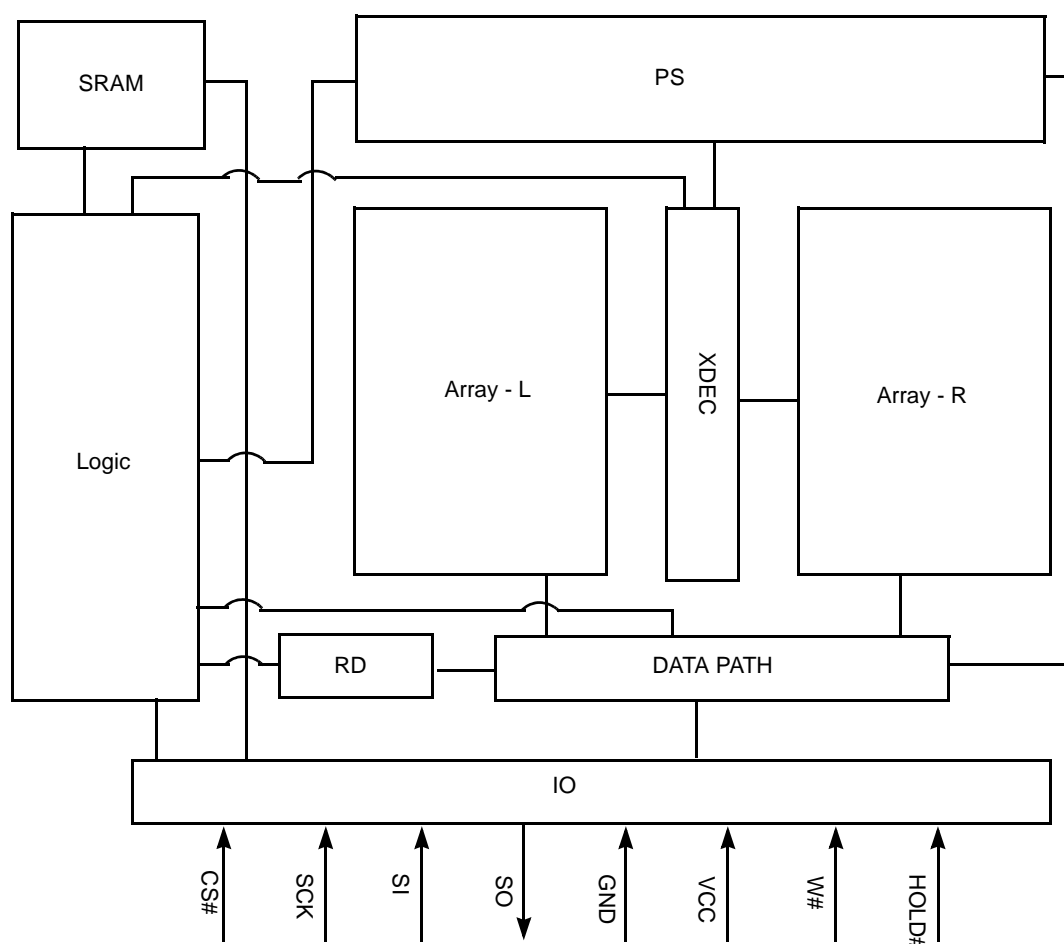 SRAM
PS
Array - L
XDEC
Array - R
Logic
RD
DATA PATH
IO
CS#
SCK
SI
SO
GND
VCC
W#
HOLD#